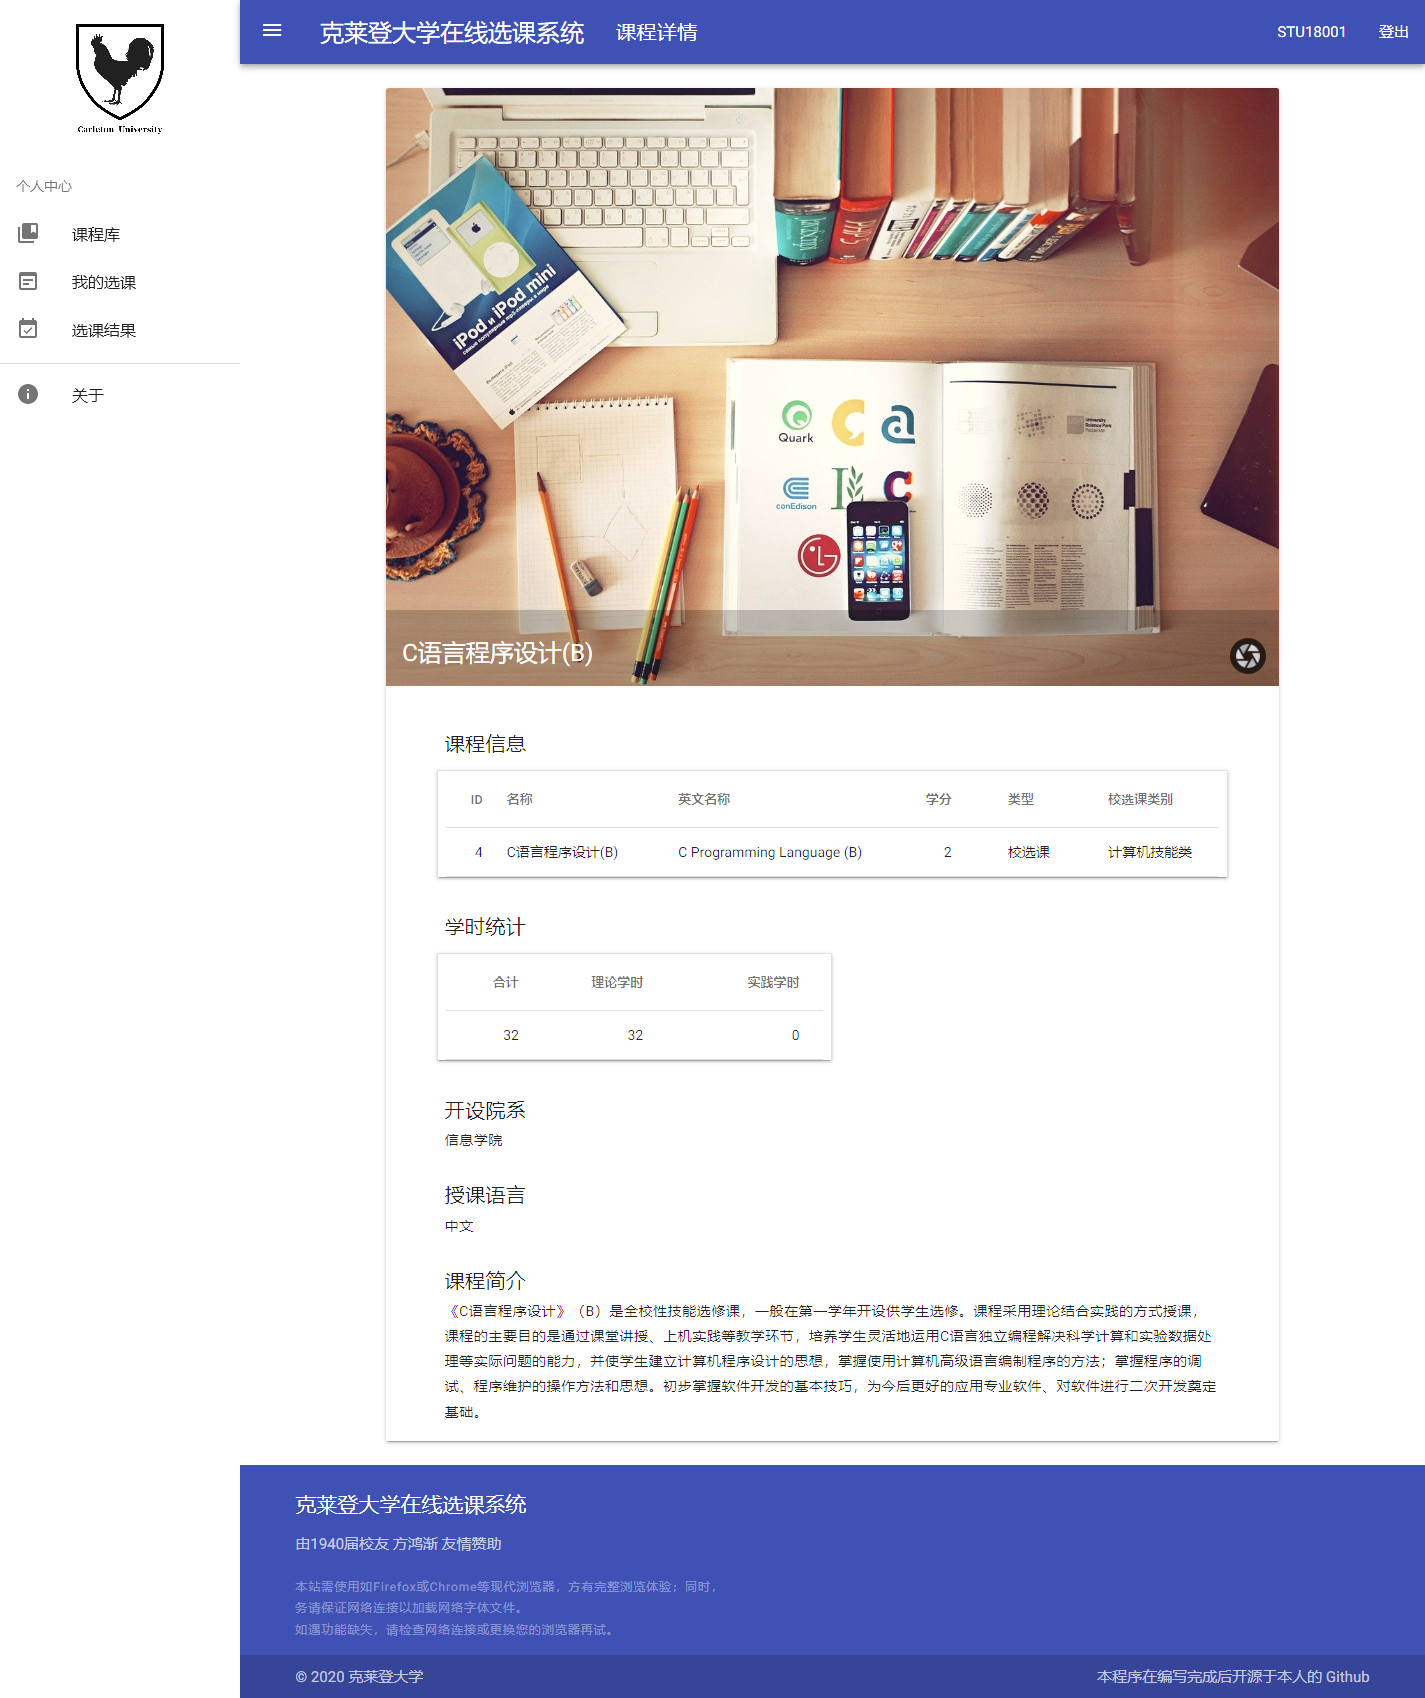 Carleton University
个人中心
课程库
我的选课
选课结果
关于
克莱登大学在线选课系统
课程详情
STU18001
登出
iPod и iPod mini
самые популярные mp3-плееры в мире
Quark
conEdison
University
Science Park
C语言程序设计(B)
课程信息
ID 名称 英文名称 学分 类型 校选课类别
4 C语言程序设计(B) C Programming Language (B) 2 校选课 计算机技能类
学时统计
合计 理论学时 实践学时
32 32 0
开设院系
信息学院
授课语言
中文
课程简介
《C语言程序设计》（B）是全校性技能选修课，一般在第一学年开设供学生选修。课程采用理论结合实践的方式授课，
课程的主要目的是通过课堂讲授、上机实践等教学环节，培养学生灵活地运用C语言独立编程解决科学计算和实验数据处
理等实际问题的能力，并使学生建立计算机程序设计的思想，掌握使用计算机高级语言编制程序的方法；掌握程序的调
试、程序维护的操作方法和思想。初步掌握软件开发的基本技巧，为今后更好的应用专业软件、对软件进行二次开发奠定
基础。
克莱登大学在线选课系统
由1940届校友 方鸿渐 友情赞助
本站需使用如Firefox或Chrome等现代浏览器，方有完整浏览体验；同时，
务请保证网络连接以加载网络字体文件。
如遇功能缺失，请检查网络连接或更换您的浏览器再试。
© 2020 克莱登大学
本程序在编写完成后开源于本人的 Github